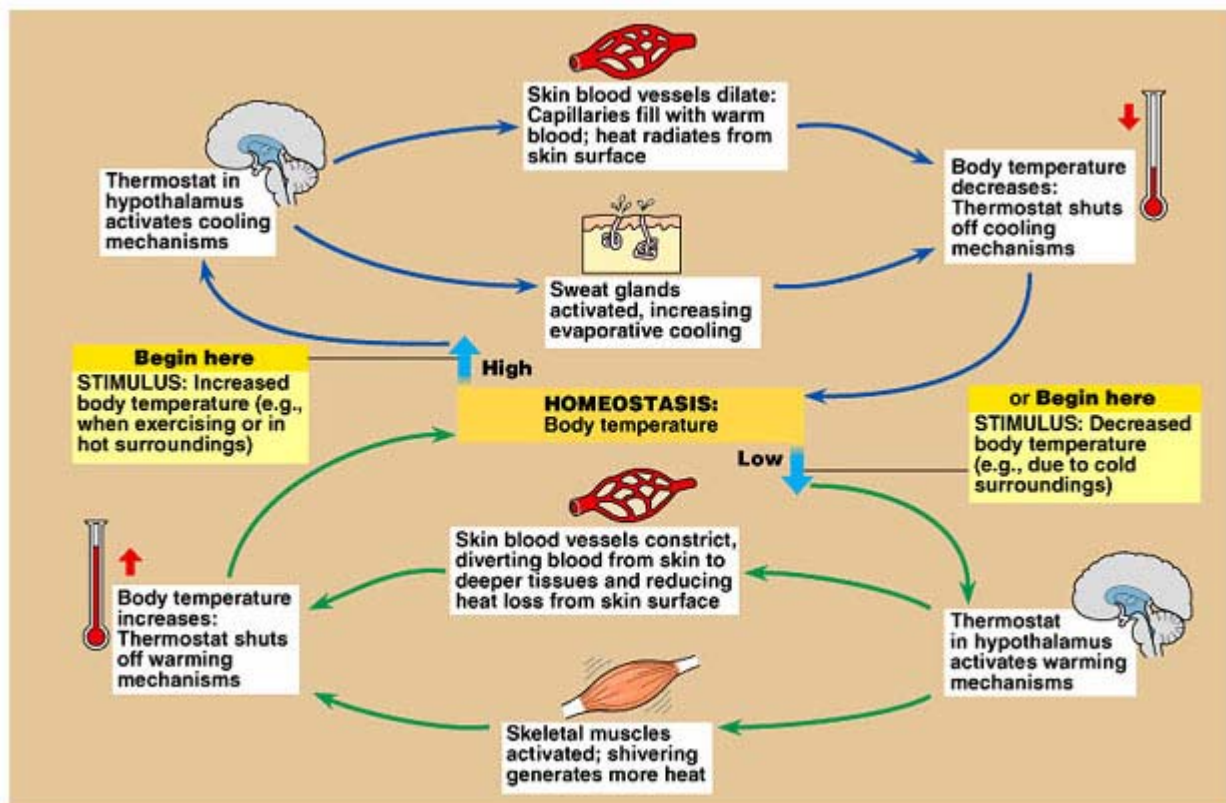 Skin blood vessels dilate:
Capillaries fill with warm
blood; heat radiates from
skin surface
Thermostat in
hypothalamus
activates cooling
mechanisms
Body temperature
decreases:
Thermostat shuts
off cooling
mechanisms
Sweat glands
activated, increasing
evaporative cooling
Begin here
STIMULUS: Increased
body temperature (e.g.,
when exercising or in
hot surroundings)
High
HOMEOSTASIS:
Body temperature
Low
or Begin here
STIMULUS: Decreased
body temperature
(e.g., due to cold
surroundings)
Skin blood vessels constrict,
diverting blood from skin to
deeper tissues and reducing
heat loss from skin surface
Body temperature
increases:
Thermostat shuts
off warming
mechanisms
Thermostat
in hypothalamus
activates warming
mechanisms
Skeletal muscles
activated; shivering
generates more heat